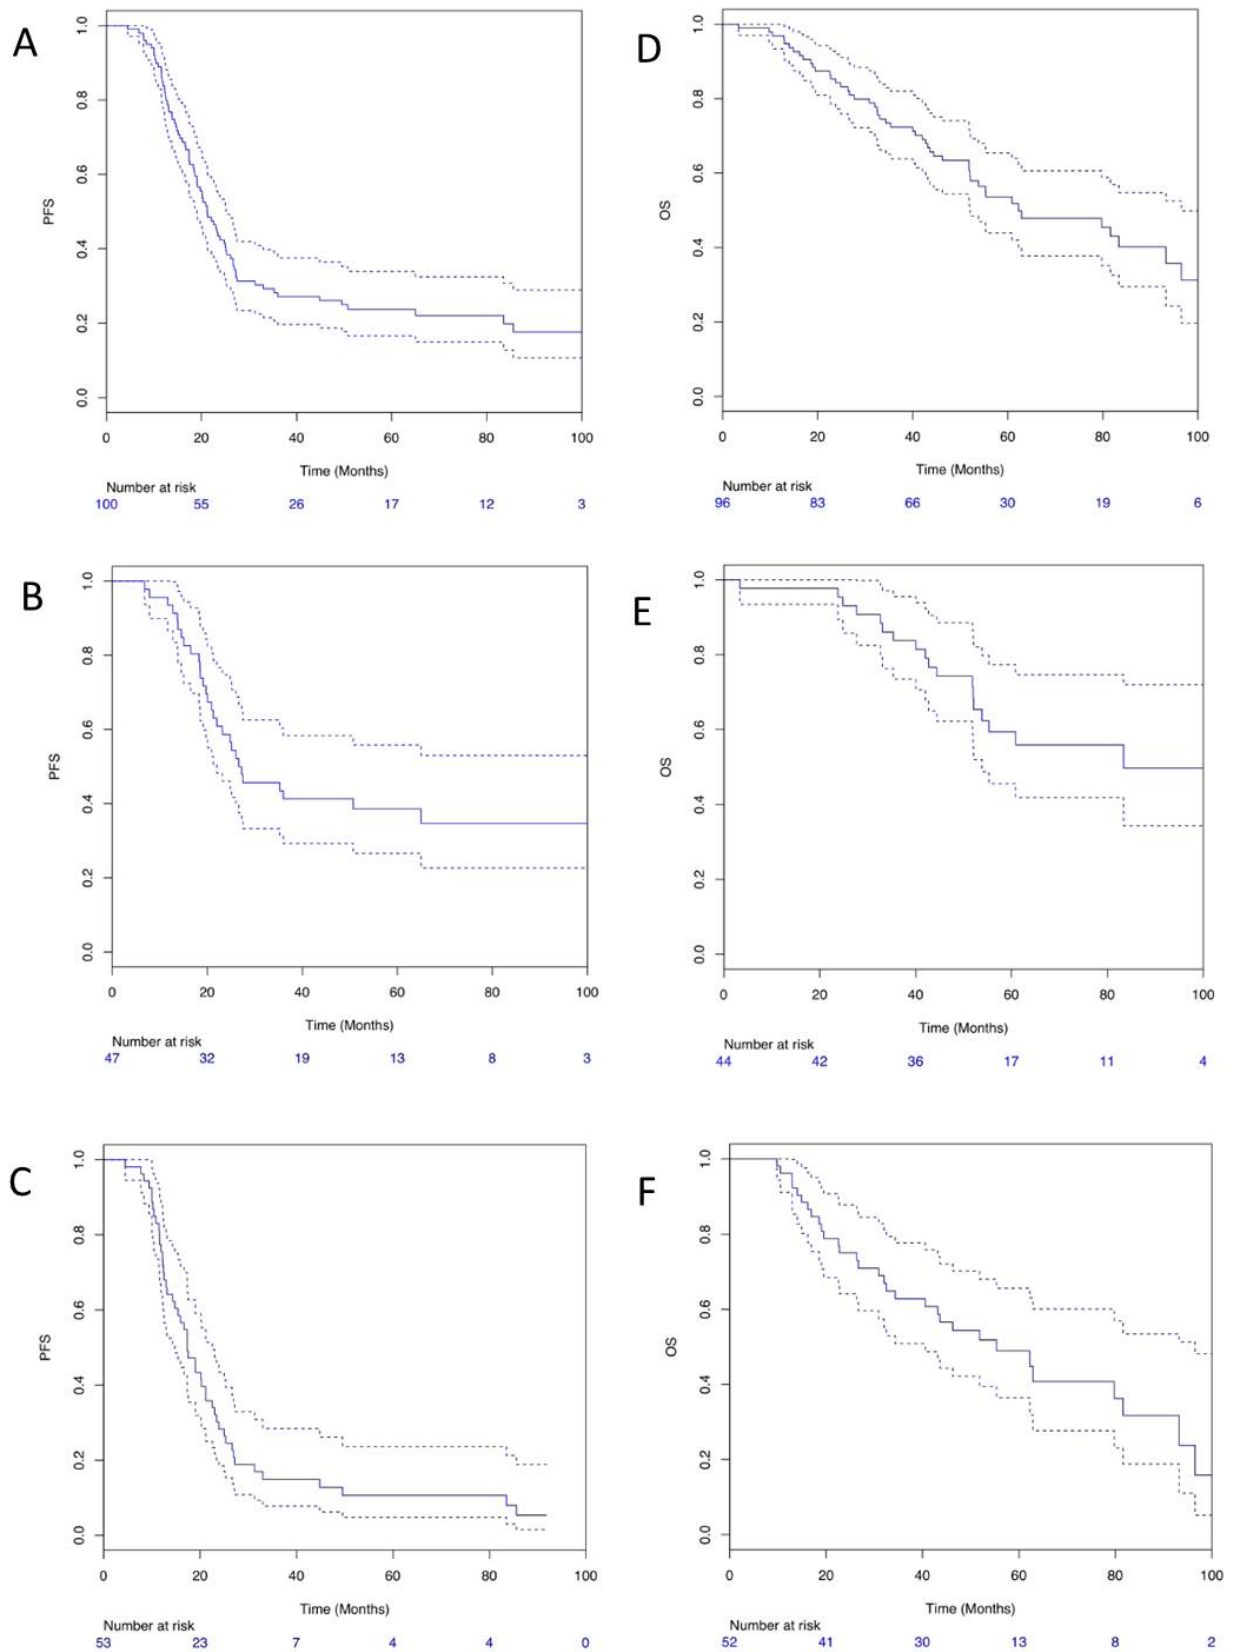 A
PFS
1.0
0.8
0.6
0.4
0.2
0.0
0 20 40 60 80 100
Time (Months)
Number at risk
100 55 26 17 12 3
D
OS
1.0
0.8
0.6
0.4
0.2
0.0
0 20 40 60 80 100
Time (Months)
Number at risk
96 83 66 30 19 6
B
PFS
1.0
0.8
0.6
0.4
0.2
0.0
0 20 40 60 80 100
Time (Months)
Number at risk
47 32 19 13 8 3
E
OS
1.0
0.8
0.6
0.4
0.2
0.0
0 20 40 60 80 100
Time (Months)
Number at risk
44 42 36 17 11 4
C
PFS
1.0
0.8
0.6
0.4
0.2
0.0
0 20 40 60 80 100
Time (Months)
Number at risk
53 23 7 4 4 0
F
OS
1.0
0.8
0.6
0.4
0.2
0.0
0 20 40 60 80 100
Time (Months)
Number at risk
52 41 30 13 8 2